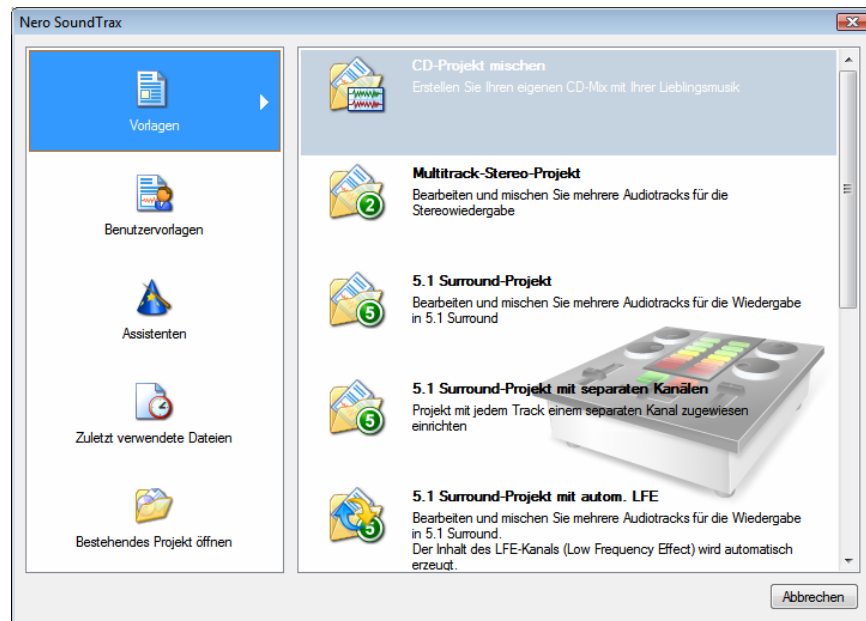 Nero SoundTrax
Vorlagen
Benutzervorlagen
Assistenten
Zuletzt verwendete Dateien
Bestehendes Projekt öffnen
CD-Projekt mischen
Erstellen Sie Ihren eigenen CD-Mix mit Ihrer Lieblingsmusik
Multitrack-Stereo-Projekt
Bearbeiten und mischen Sie mehrere Audiotracks für die
Stereowiedergabe
2
5.1 Surround-Projekt
Bearbeiten und mischen Sie mehrere Audiotracks für die Wiedergabe
in 5.1 Surround
5
5.1 Surround-Projekt mit separaten Kanälen
Projekt mit jedem Track einem separaten Kanal zugewiesen
einrichten
5
5.1 Surround-Projekt mit autom. LFE
Bearbeiten und mischen Sie mehrere Audiotracks für die Wiedergabe
in 5.1 Surround.
Der Inhalt des LFE-Kanals (Low Frequency Effect) wird automatisch
erzeugt.
5
Abbrechen